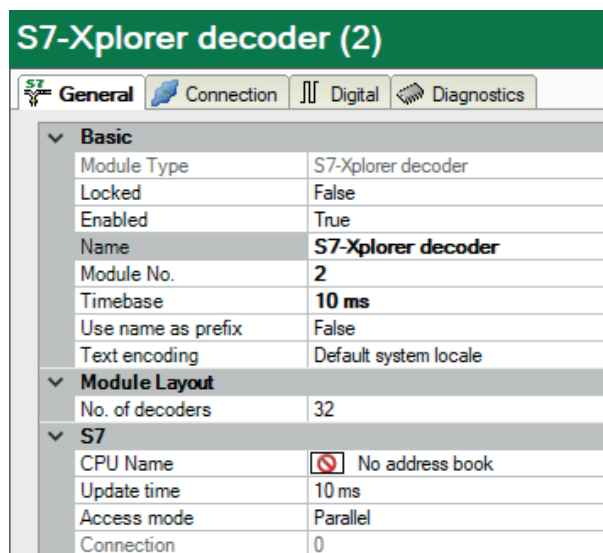 S7-Xplorer decoder (2)
S7 General Connection Digital Diagnostics
Basic
Module Type S7-Xplorer decoder
Locked False
Enabled True
Name S7-Xplorer decoder
Module No. 2
Timebase 10 ms
Use name as prefix False
Text encoding Default system locale
Module Layout
No. of decoders 32
S7
CPU Name No address book
Update time 10 ms
Access mode Parallel
Connection 0